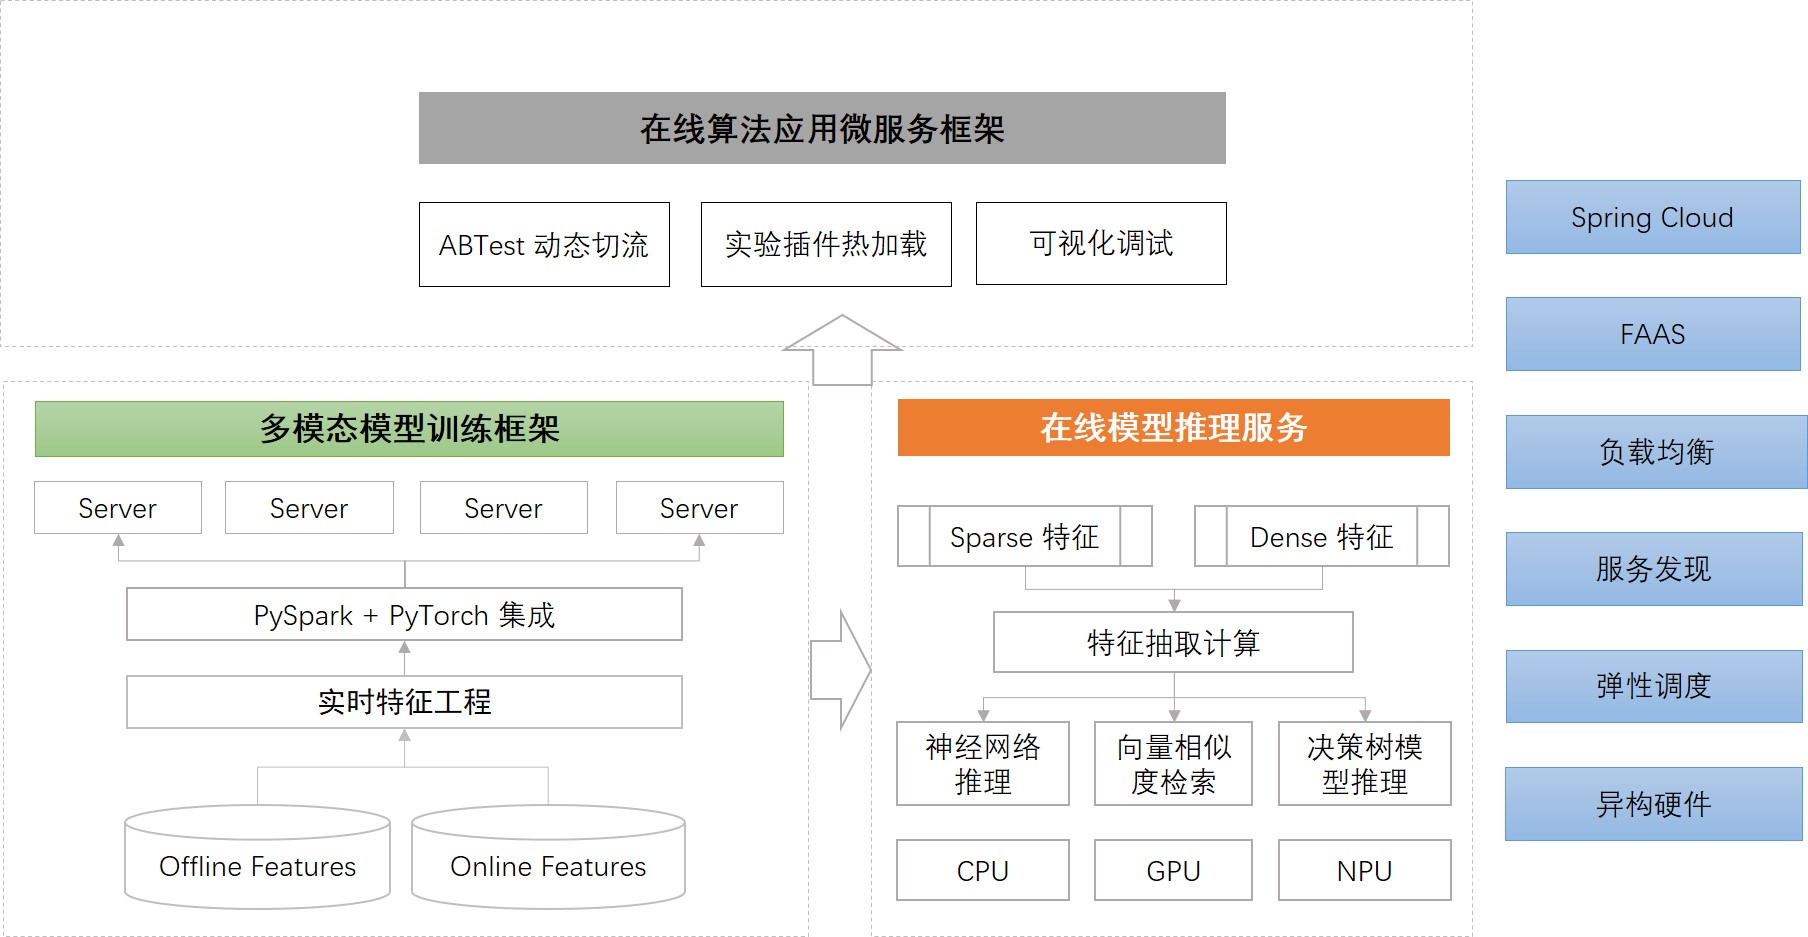 在线算法应用微服务框架
ABTest 动态切流
实验插件热加载
可视化调试
多模态模型训练框架
Server
Server
Server
Server
PySpark + PyTorch 集成
实时特征工程
Offline Features
Online Features
在线模型推理服务
Sparse 特征
Dense 特征
特征抽取计算
神经网络
推理
向量相似
度检索
决策树模
型推理
CPU
GPU
NPU
Spring Cloud
FAAS
负载均衡
服务发现
弹性调度
异构硬件